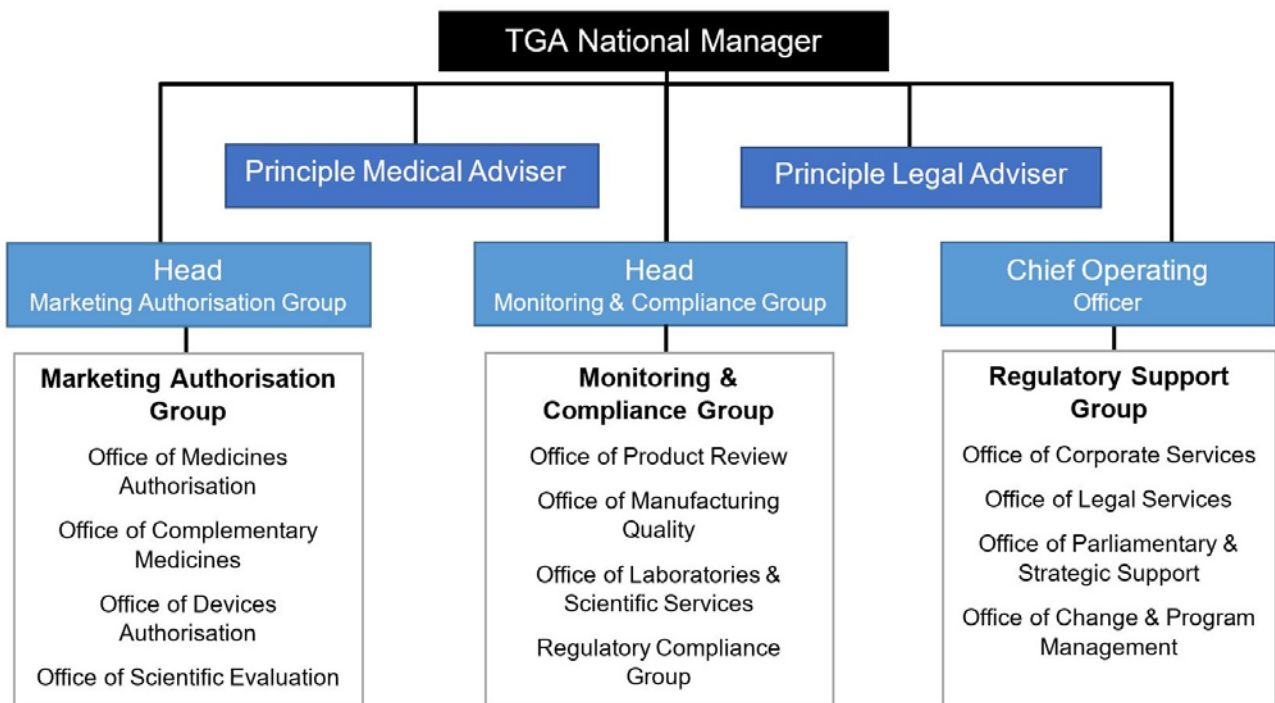 TGA National Manager
Principle Medical Adviser
Principle Legal Adviser
Head
Marketing Authorisation Group
Head
Monitoring & Compliance Group
Chief Operating
Officer
Marketing Authorisation
Group
Office of Medicines
Authorisation
Office of Complementary
Medicines
Office of Devices
Authorisation
Office of Scientific Evaluation
Monitoring &
Compliance Group
Office of Product Review
Office of Manufacturing
Quality
Office of Laboratories &
Scientific Services
Regulatory Compliance
Group
Regulatory Support
Group
Office of Corporate Services
Office of Legal Services
Office of Parliamentary &
Strategic Support
Office of Change & Program
Management